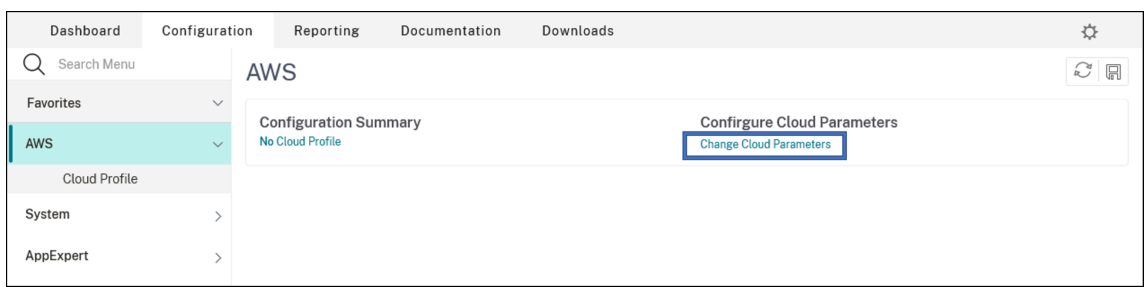 Dashboard Configuration Reporting Documentation Downloads
Search Menu
AWS
Favorites
Configuration Summary
No Cloud Profile
Confirgure Cloud Parameters
Change Cloud Parameters
AWS
Cloud Profile
System
AppExpert